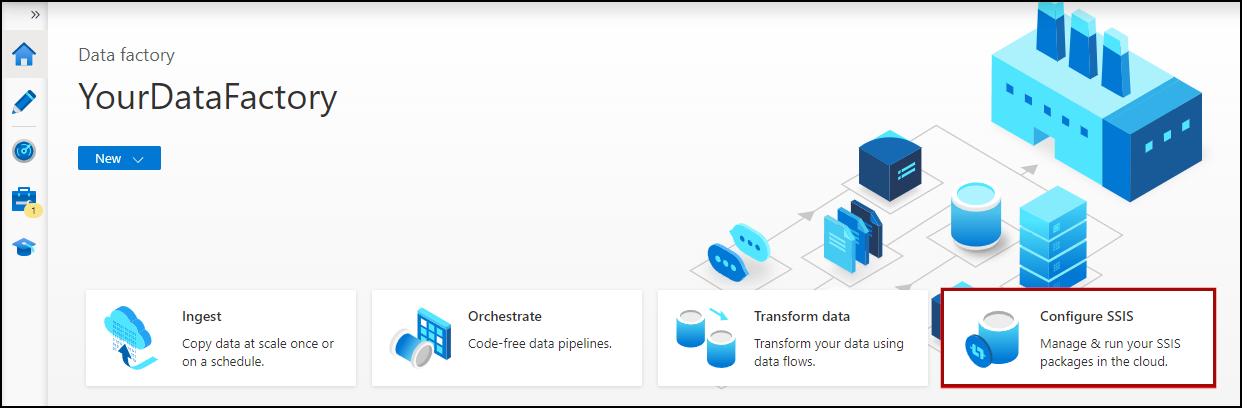 »
Data factory
YourDataFactory
New
1
Ingest
Copy data at scale once or
on a schedule.
Orchestrate
Code-free data pipelines.
Transform data
Transform your data using
data flows.
Configure SSIS
Manage & run your SSIS
packages in the cloud.